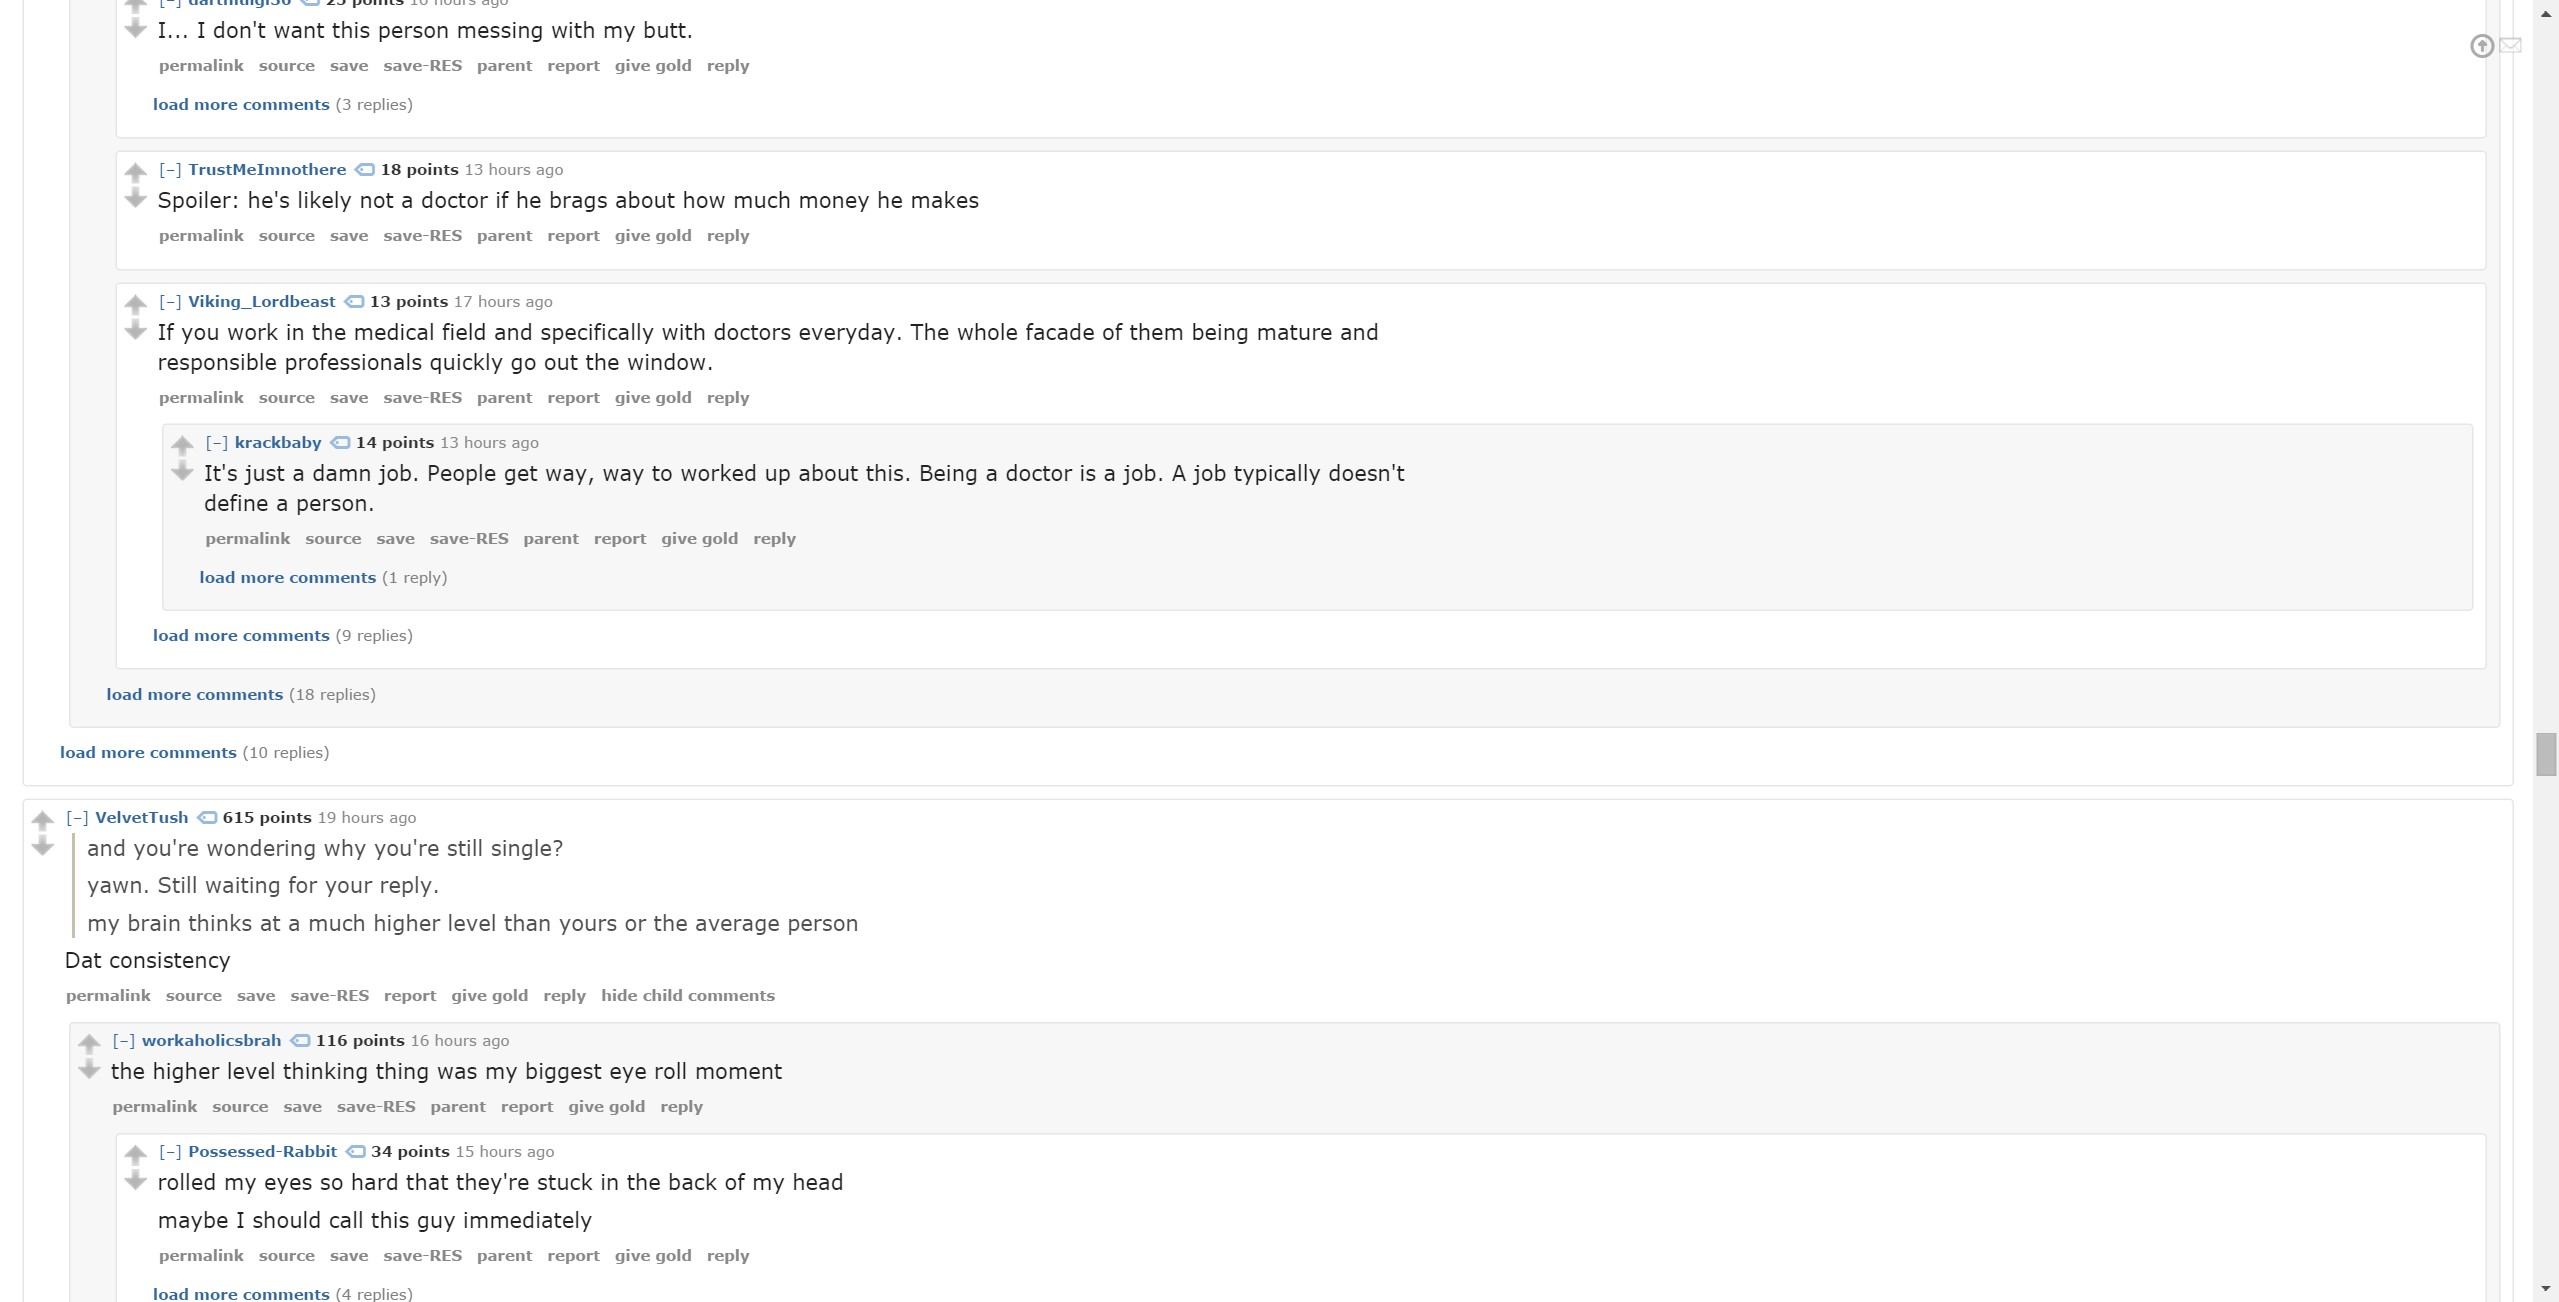 [–] darthluigi36 25 points 16 hours ago
I... I don't want this person messing with my butt.
permalink source save save-RES parent report give gold reply
load more comments (3 replies)
[–] TrustMeImnothere 18 points 13 hours ago
Spoiler: he's likely not a doctor if he brags about how much money he makes
permalink source save save-RES parent report give gold reply
[–] Viking_Lordbeast 13 points 17 hours ago
If you work in the medical field and specifically with doctors everyday. The whole facade of them being mature and
responsible professionals quickly go out the window.
permalink source save save-RES parent report give gold reply
[–] krackbaby 14 points 13 hours ago
It's just a damn job. People get way, way to worked up about this. Being a doctor is a job. A job typically doesn't
define a person.
permalink source save save-RES parent report give gold reply
load more comments (1 reply)
load more comments (9 replies)
load more comments (18 replies)
load more comments (10 replies)
[–] VelvetTush 615 points 19 hours ago
and you're wondering why you're still single?
yawn. Still waiting for your reply.
my brain thinks at a much higher level than yours or the average person
Dat consistency
permalink source save save-RES report give gold reply hide child comments
[–] workaholicsbrah 116 points 16 hours ago
the higher level thinking thing was my biggest eye roll moment
permalink source save save-RES parent report give gold reply
[–] Possessed-Rabbit 34 points 15 hours ago
rolled my eyes so hard that they're stuck in the back of my head
maybe I should call this guy immediately
permalink source save save-RES parent report give gold reply
load more comments (4 replies)